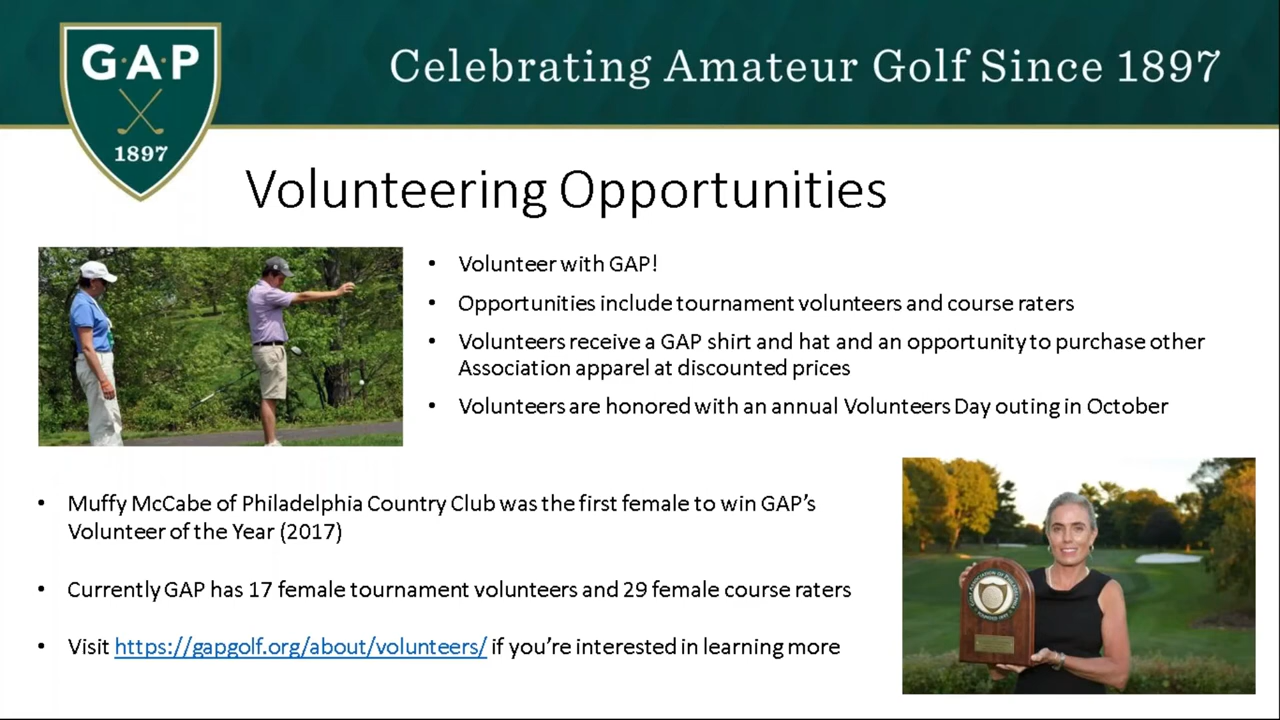 G·A·P
1897
Celebrating Amateur Golf Since 1897
Volunteering Opportunities
• Volunteer with GAP!
• Opportunities include tournament volunteers and course raters
• Volunteers receive a GAP shirt and hat and an opportunity to purchase other
Association apparel at discounted prices
• Volunteers are honored with an annual Volunteers Day outing in October
• Muffy McCabe of Philadelphia Country Club was the first female to win GAP’s
Volunteer of the Year (2017)
• Currently GAP has 17 female tournament volunteers and 29 female course raters
• Visit https://gapgolf.org/about/volunteers/ if you’re interested in learning more